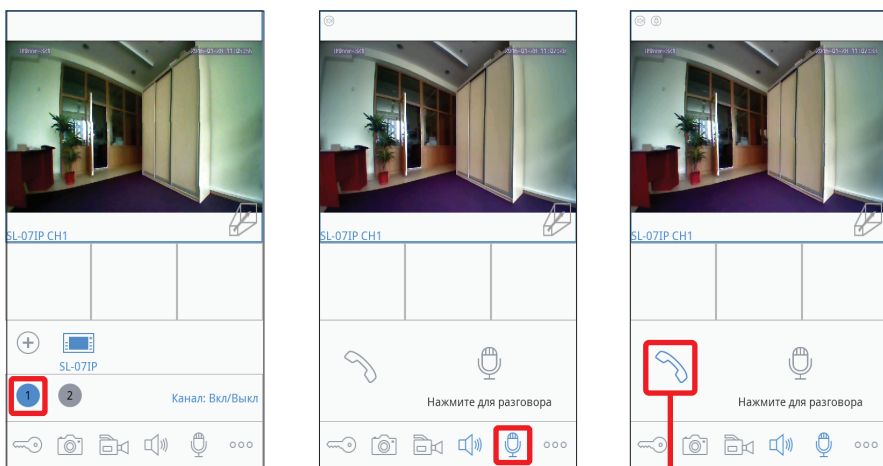 SL-07IP CH1
SL-07IP
1
2
Канал: Вкл/Выкл
SL-07IP CH1
Нажмите для разговора
SL-07IP CH1
Нажмите для разговора